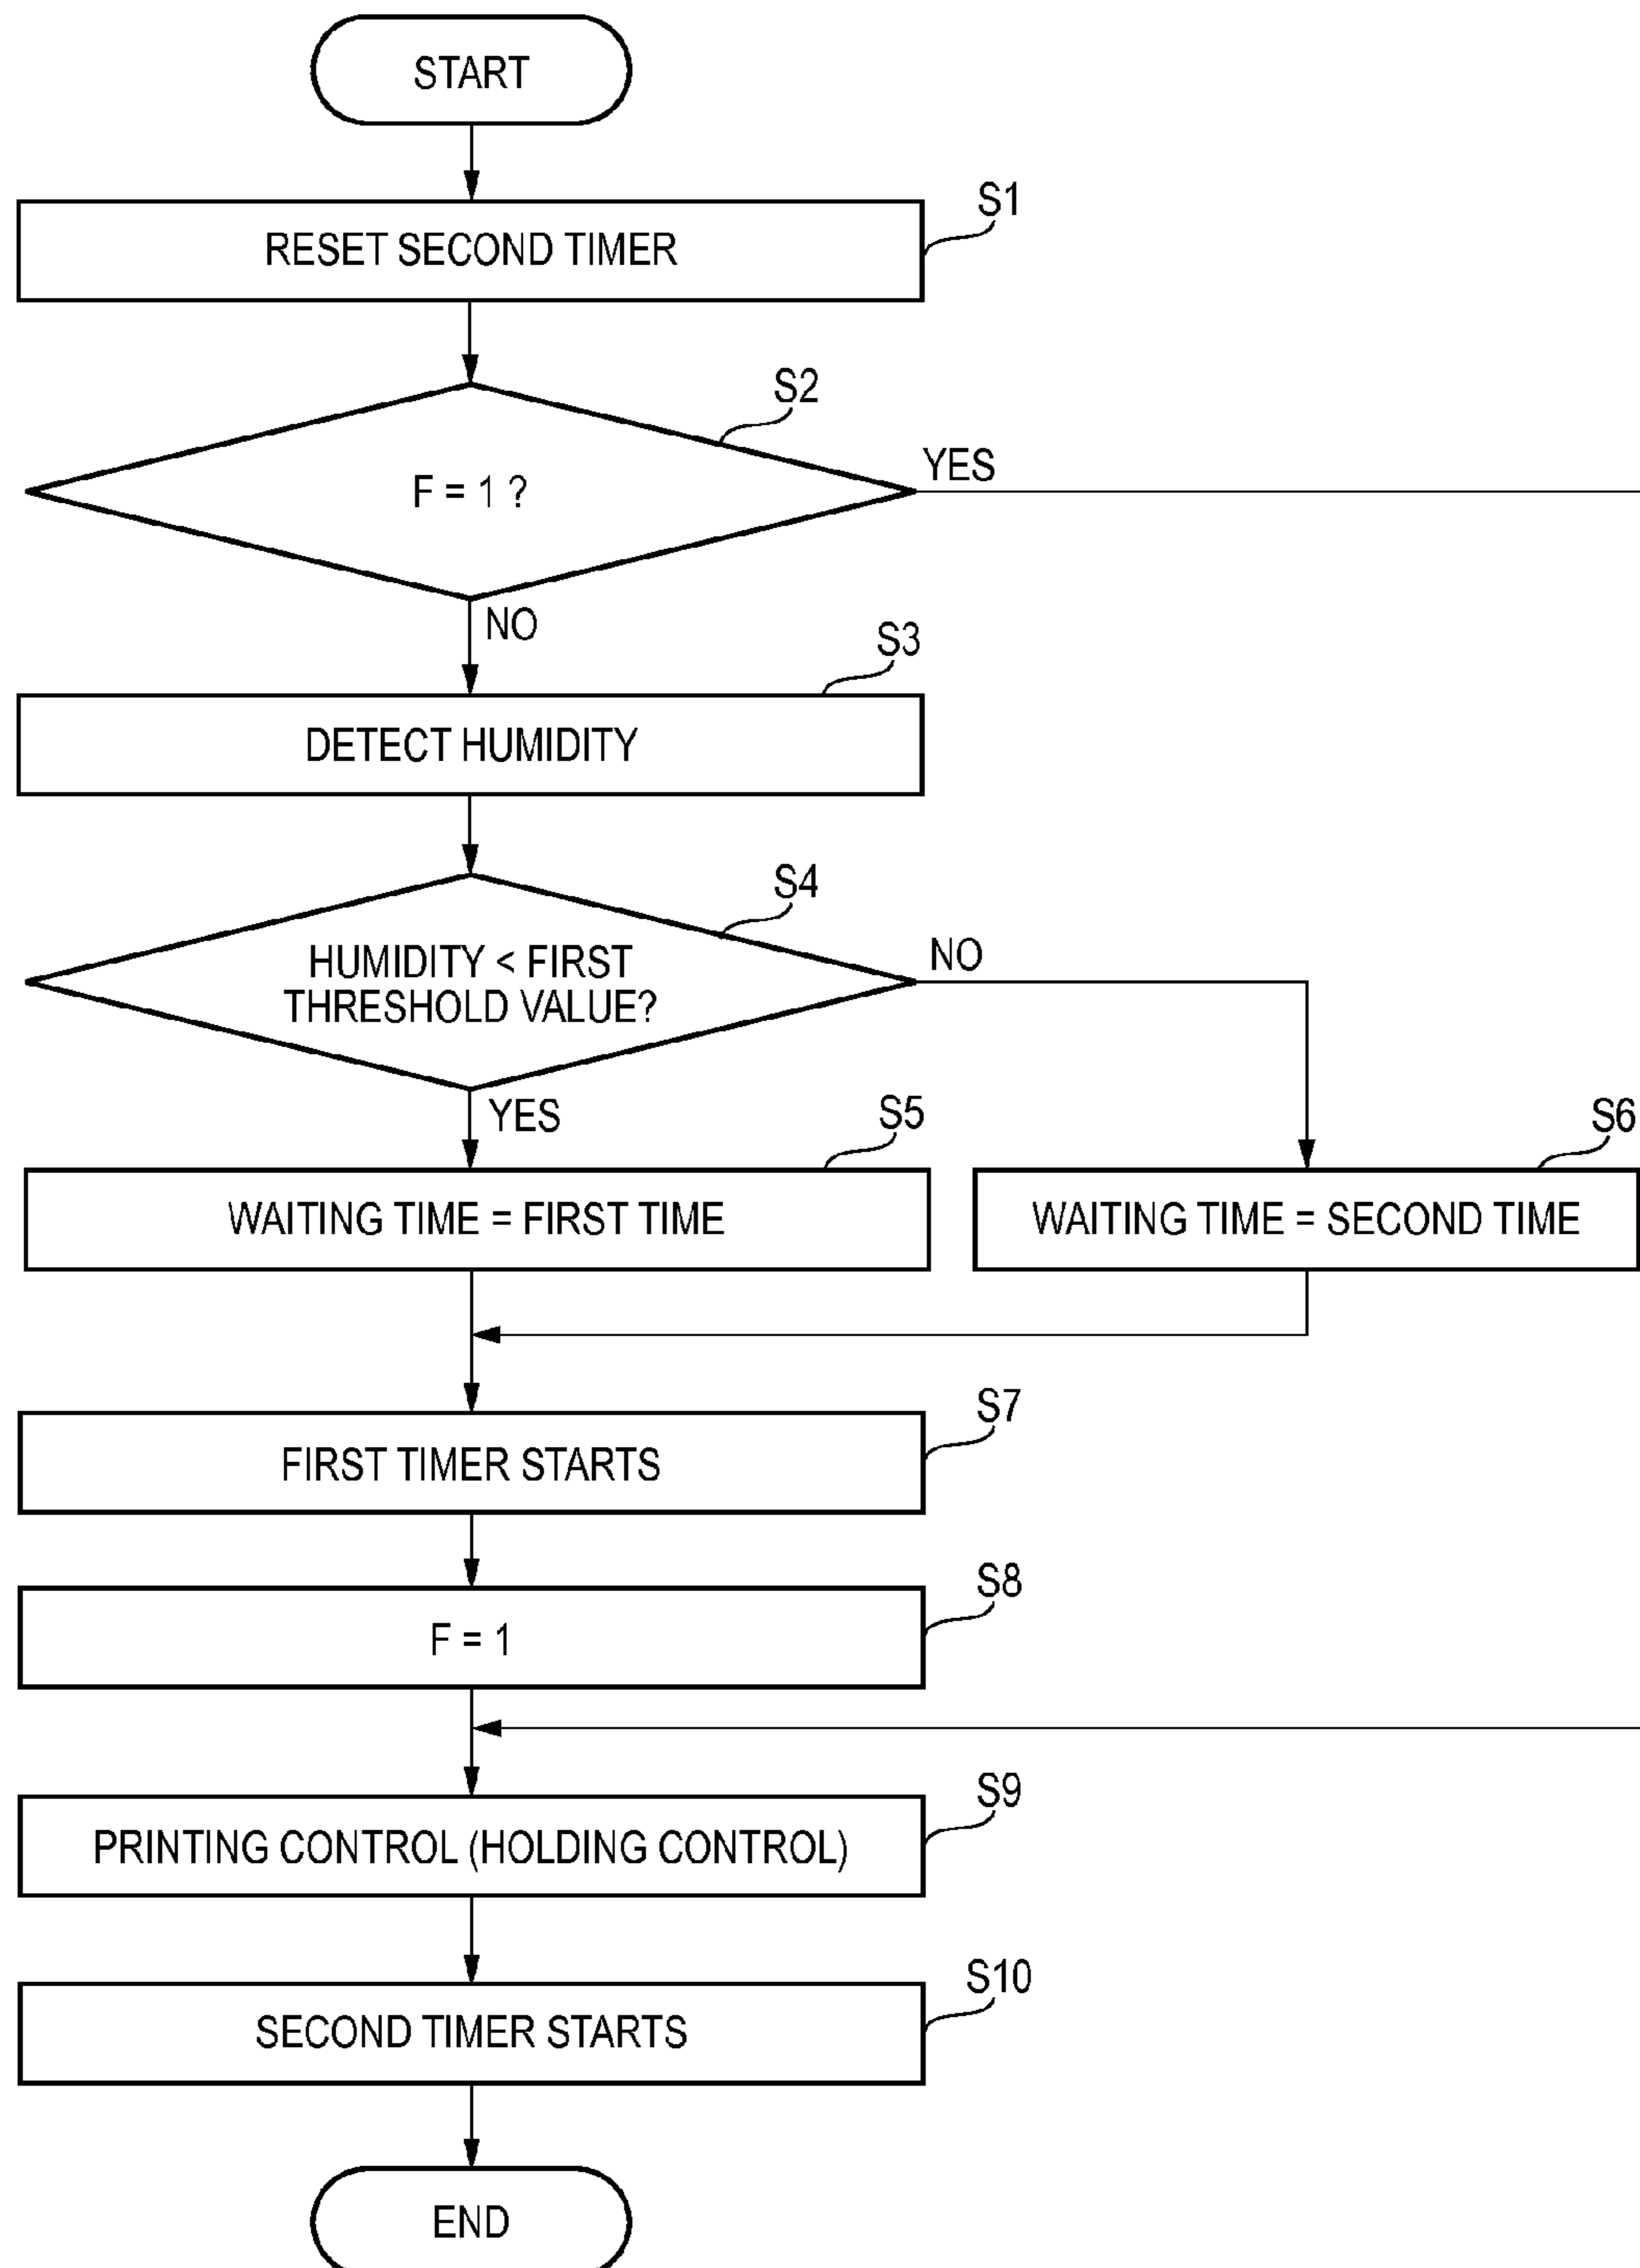 START
S1
RESET SECOND TIMER
S2
F = 1 ?
YES
NO
S3
DETECT HUMIDITY
S4
HUMIDITY < FIRST
THRESHOLD VALUE?
NO
YES
S5
WAITING TIME = FIRST TIME
S6
WAITING TIME = SECOND TIME
S7
FIRST TIMER STARTS
S8
F = 1
S9
PRINTING CONTROL (HOLDING CONTROL)
S10
SECOND TIMER STARTS
END